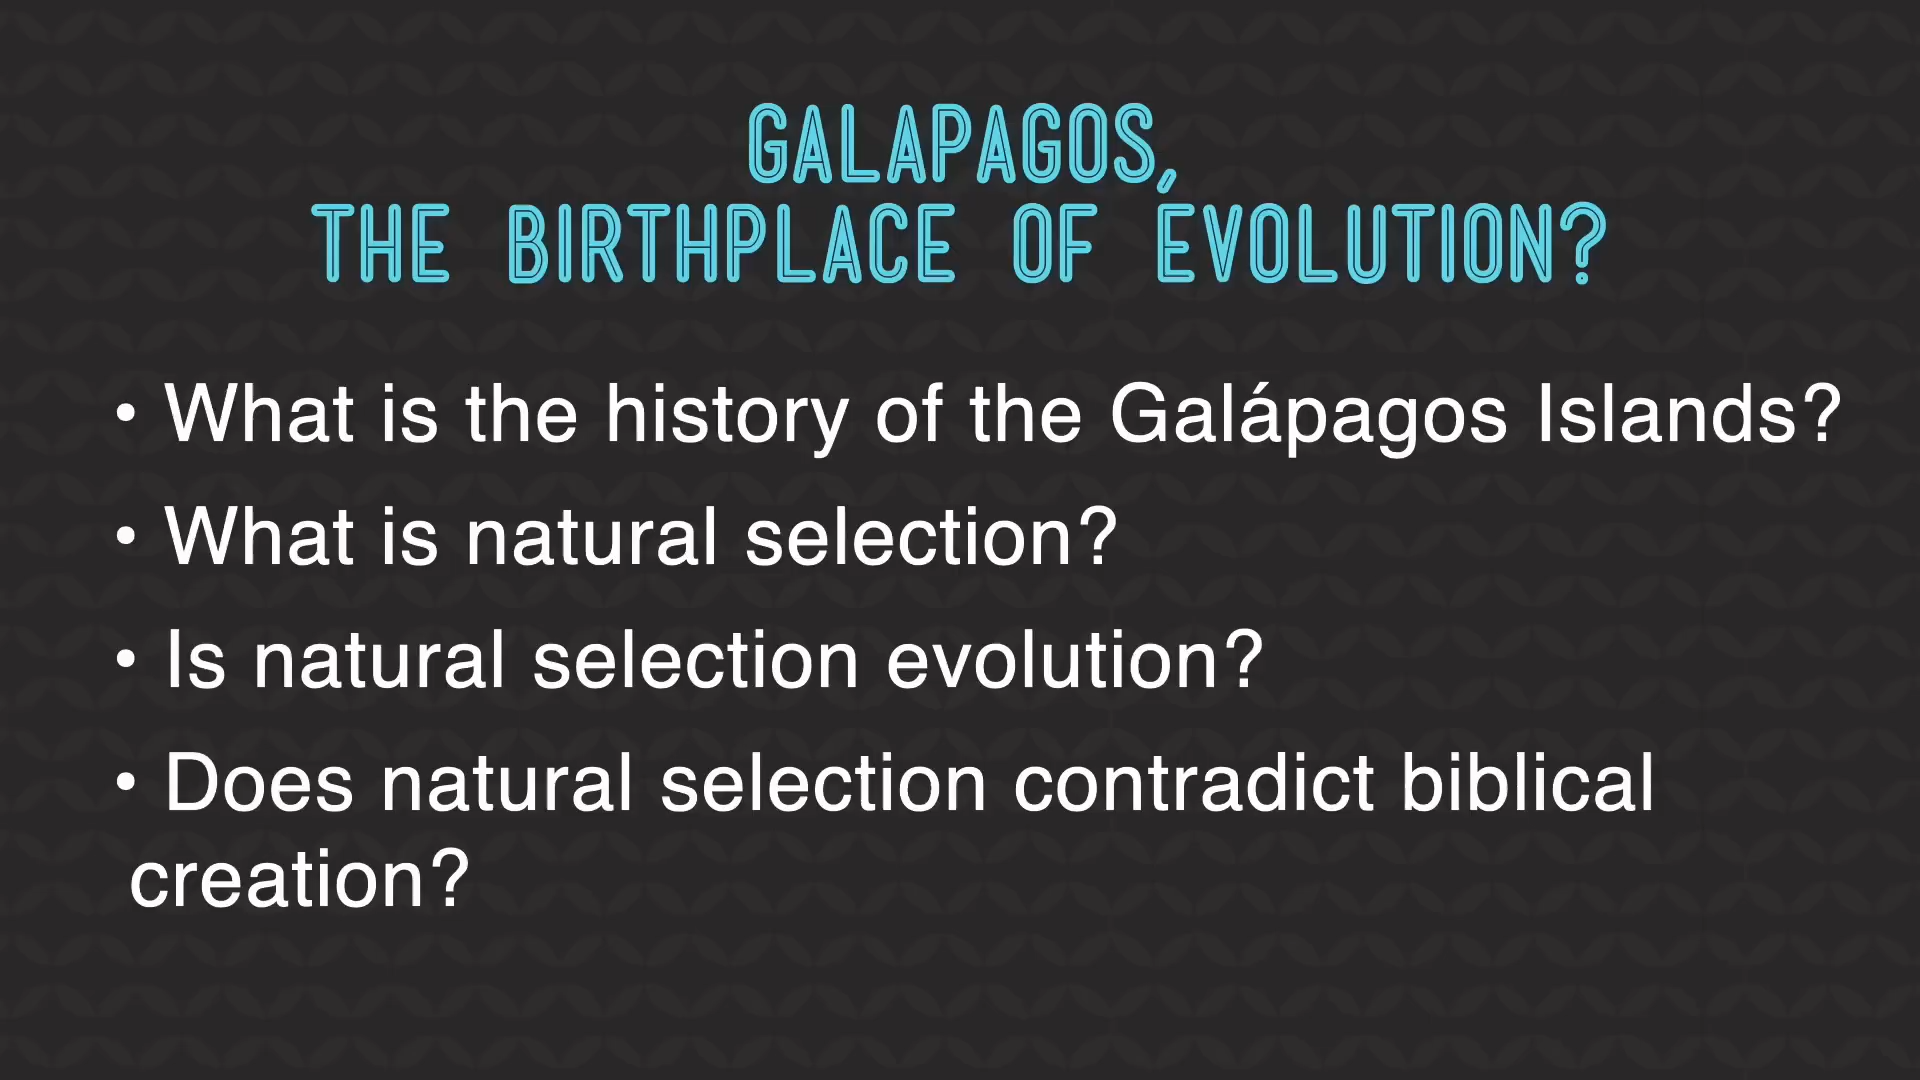 GALAPAGOS,
THE BIRTHPLACE OF EVOLUTION?
• What is the history of the Galápagos Islands?
• What is natural selection?
• Is natural selection evolution?
• Does natural selection contradict biblical
creation?